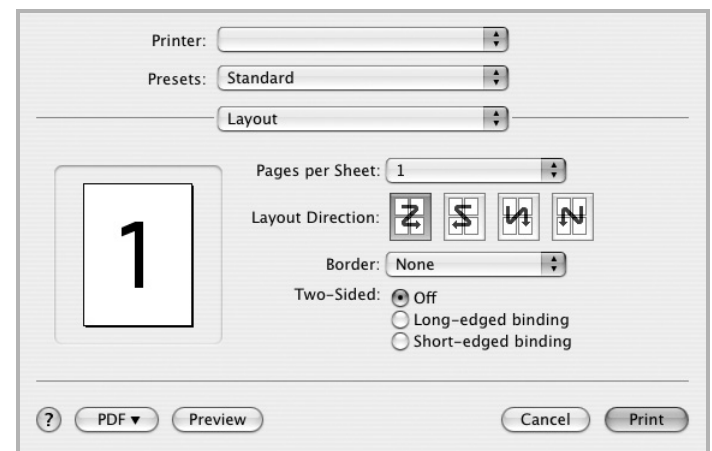 Printer:
Presets: Standard
Layout
Pages per Sheet: 1
Layout Direction:
Border: None
Two-Sided: Off
Long-edged binding
Short-edged binding
1
? PDF ▼ Preview Cancel Print